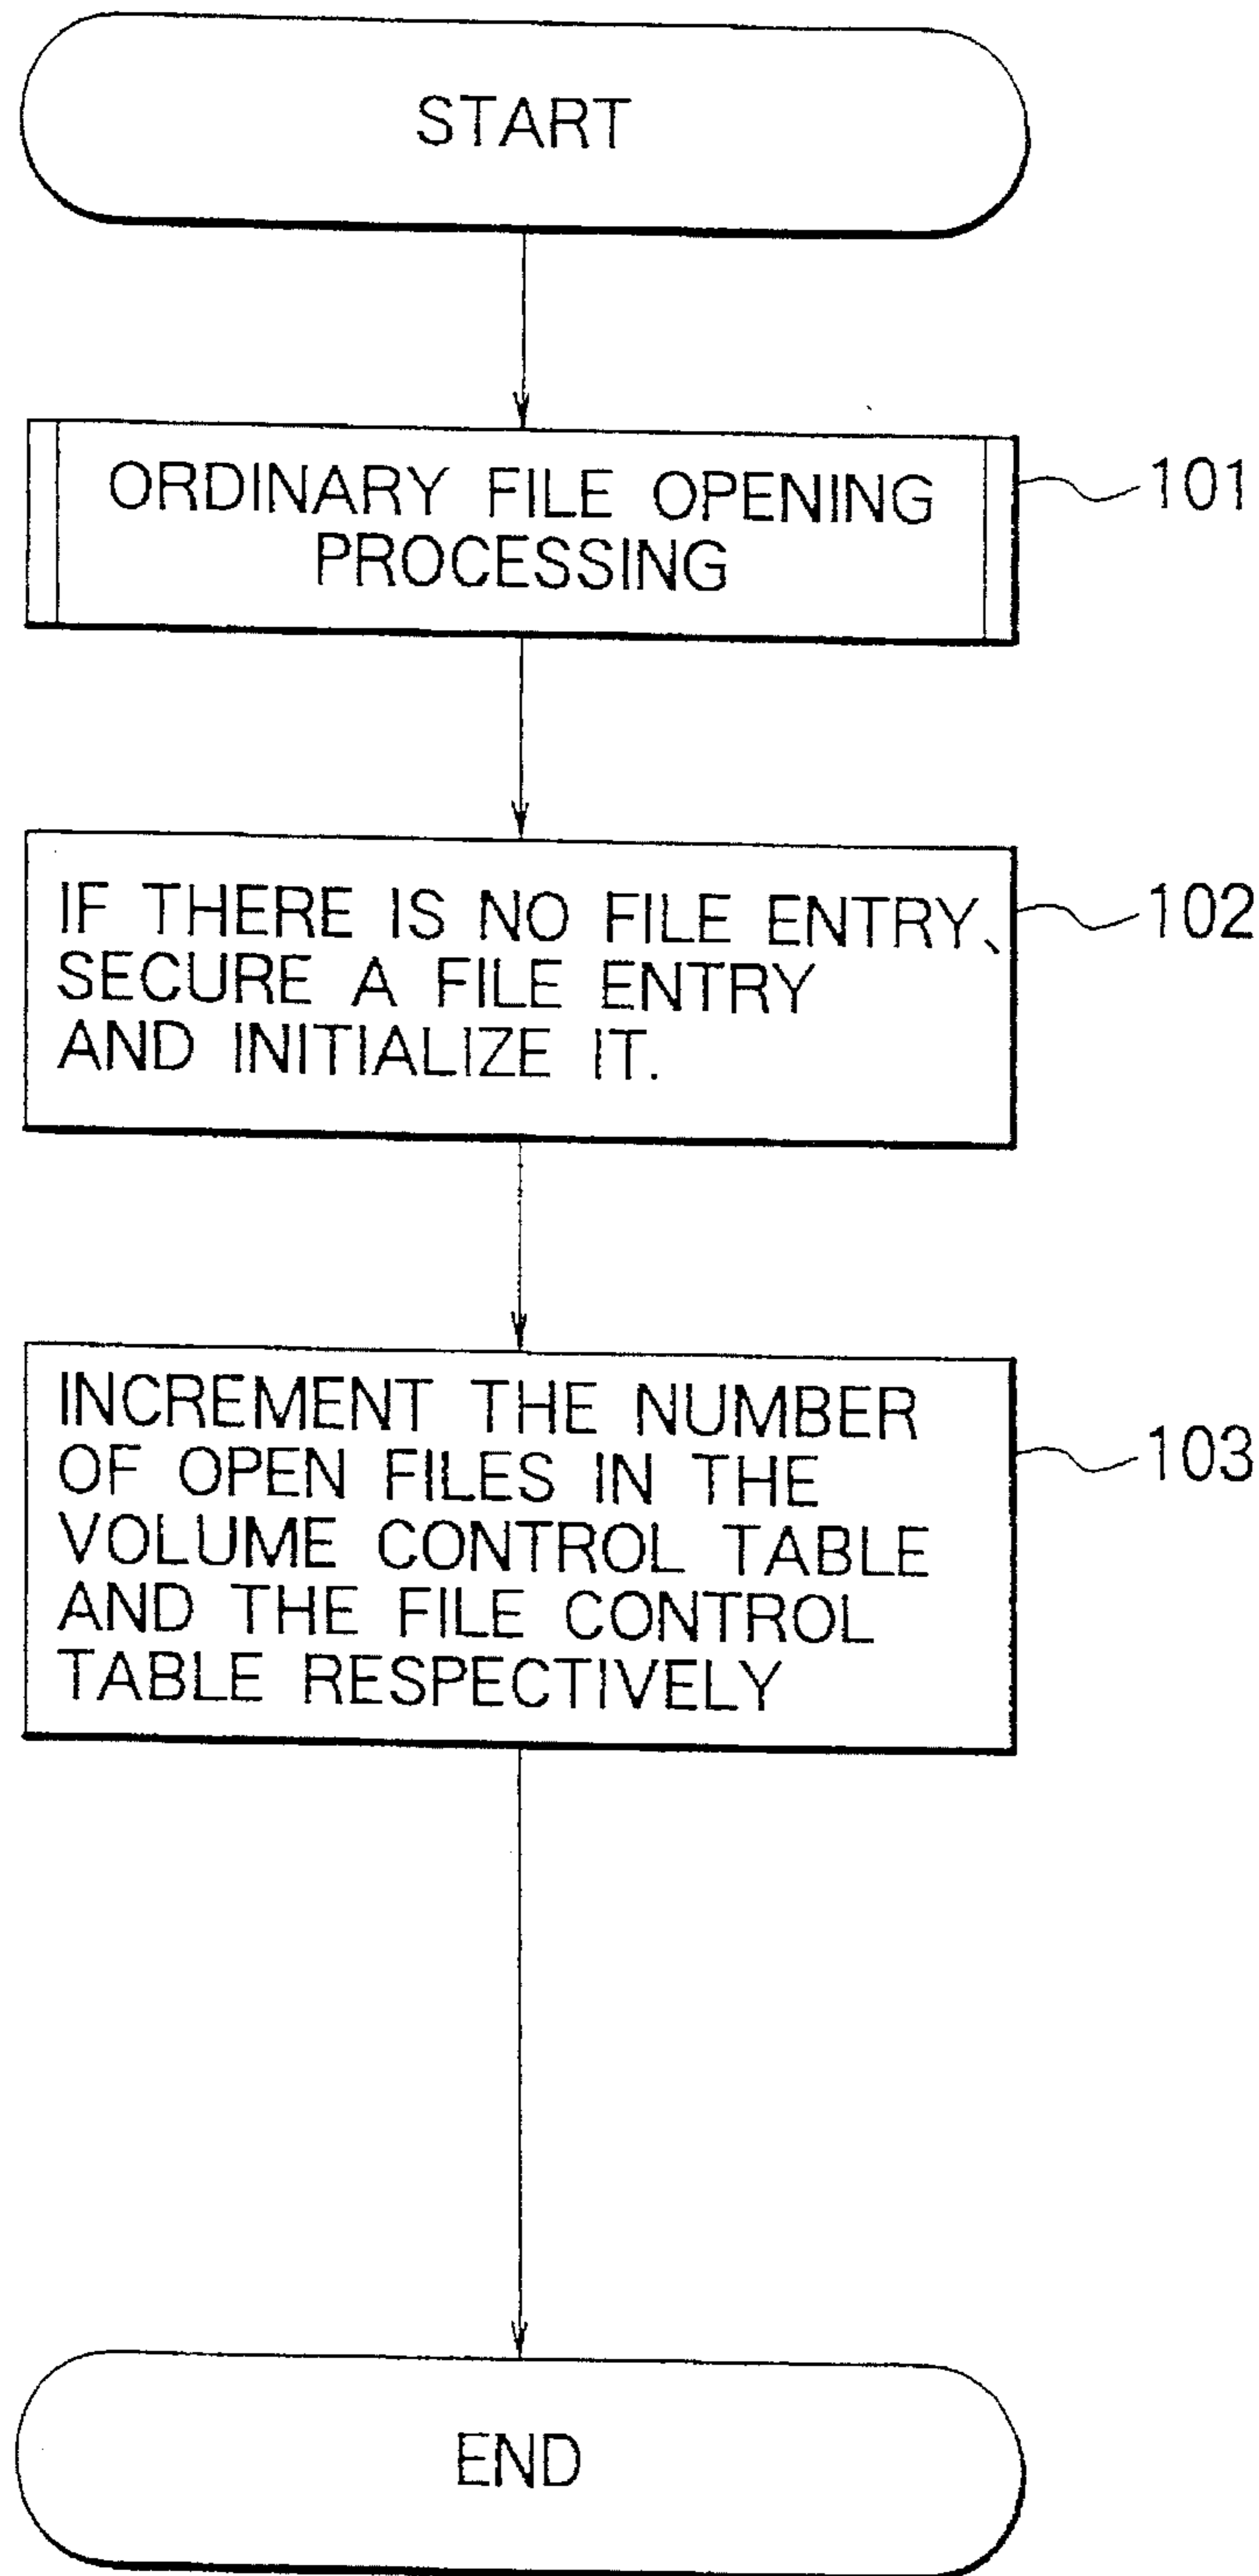 START
ORDINARY FILE OPENING
PROCESSING
101
IF THERE IS NO FILE ENTRY、
SECURE A FILE ENTRY
AND INITIALIZE IT.
102
INCREMENT THE NUMBER
OF OPEN FILES IN THE
VOLUME CONTROL TABLE
AND THE FILE CONTROL
TABLE RESPECTIVELY
103
END